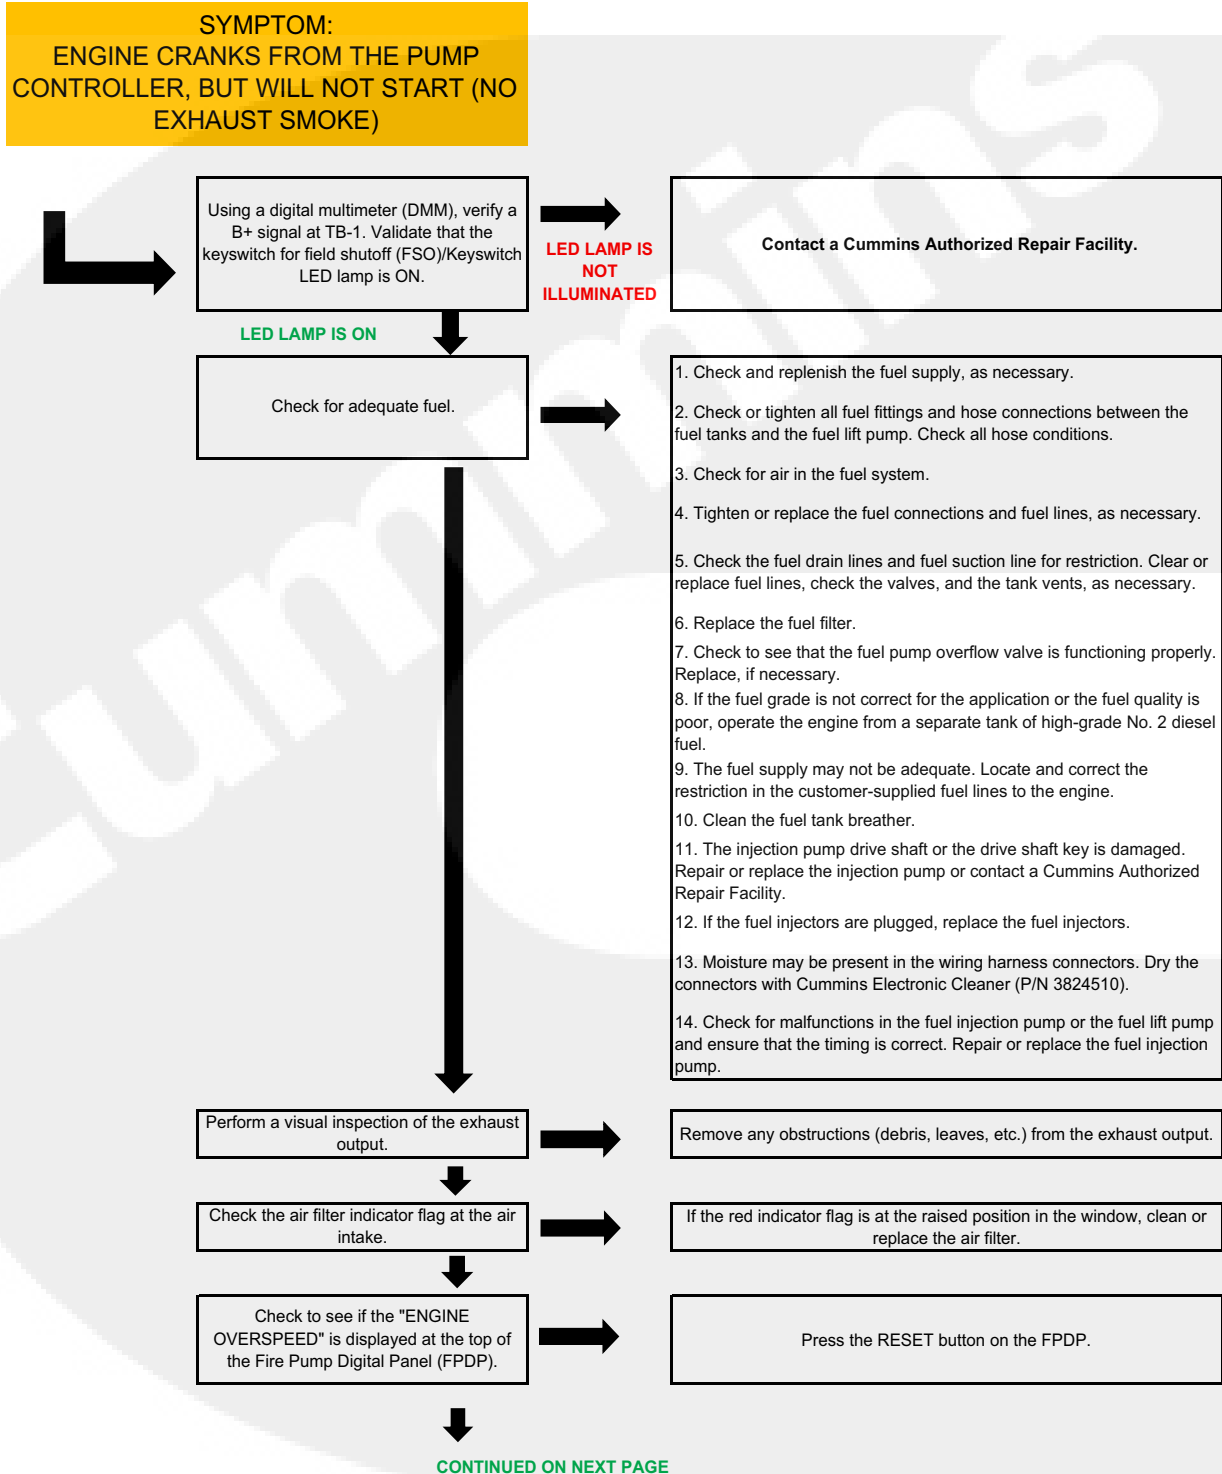 SYMPTOM:
ENGINE CRANKS FROM THE PUMP
CONTROLLER, BUT WILL NOT START (NO
EXHAUST SMOKE)
Using a digital multimeter (DMM), verify a
B+ signal at TB-1. Validate that the
keyswitch for field shutoff (FSO)/Keyswitch
LED lamp is ON.
LED LAMP IS
NOT
ILLUMINATED
Contact a Cummins Authorized Repair Facility.
LED LAMP IS ON
Check for adequate fuel.
1. Check and replenish the fuel supply, as necessary.
2. Check or tighten all fuel fittings and hose connections between the
fuel tanks and the fuel lift pump. Check all hose conditions.
3. Check for air in the fuel system.
4. Tighten or replace the fuel connections and fuel lines, as necessary.
5. Check the fuel drain lines and fuel suction line for restriction. Clear or
replace fuel lines, check the valves, and the tank vents, as necessary.
6. Replace the fuel filter.
7. Check to see that the fuel pump overflow valve is functioning properly.
Replace, if necessary.
8. If the fuel grade is not correct for the application or the fuel quality is
poor, operate the engine from a separate tank of high-grade No. 2 diesel
fuel.
9. The fuel supply may not be adequate. Locate and correct the
restriction in the customer-supplied fuel lines to the engine.
10. Clean the fuel tank breather.
11. The injection pump drive shaft or the drive shaft key is damaged.
Repair or replace the injection pump or contact a Cummins Authorized
Repair Facility.
12. If the fuel injectors are plugged, replace the fuel injectors.
13. Moisture may be present in the wiring harness connectors. Dry the
connectors with Cummins Electronic Cleaner (P/N 3824510).
14. Check for malfunctions in the fuel injection pump or the fuel lift pump
and ensure that the timing is correct. Repair or replace the fuel injection
pump.
Perform a visual inspection of the exhaust
output.
Remove any obstructions (debris, leaves, etc.) from the exhaust output.
Check the air filter indicator flag at the air
intake.
If the red indicator flag is at the raised position in the window, clean or
replace the air filter.
Check to see if the "ENGINE
OVERSPEED" is displayed at the top of
the Fire Pump Digital Panel (FPDP).
Press the RESET button on the FPDP.
CONTINUED ON NEXT PAGE
Cummins